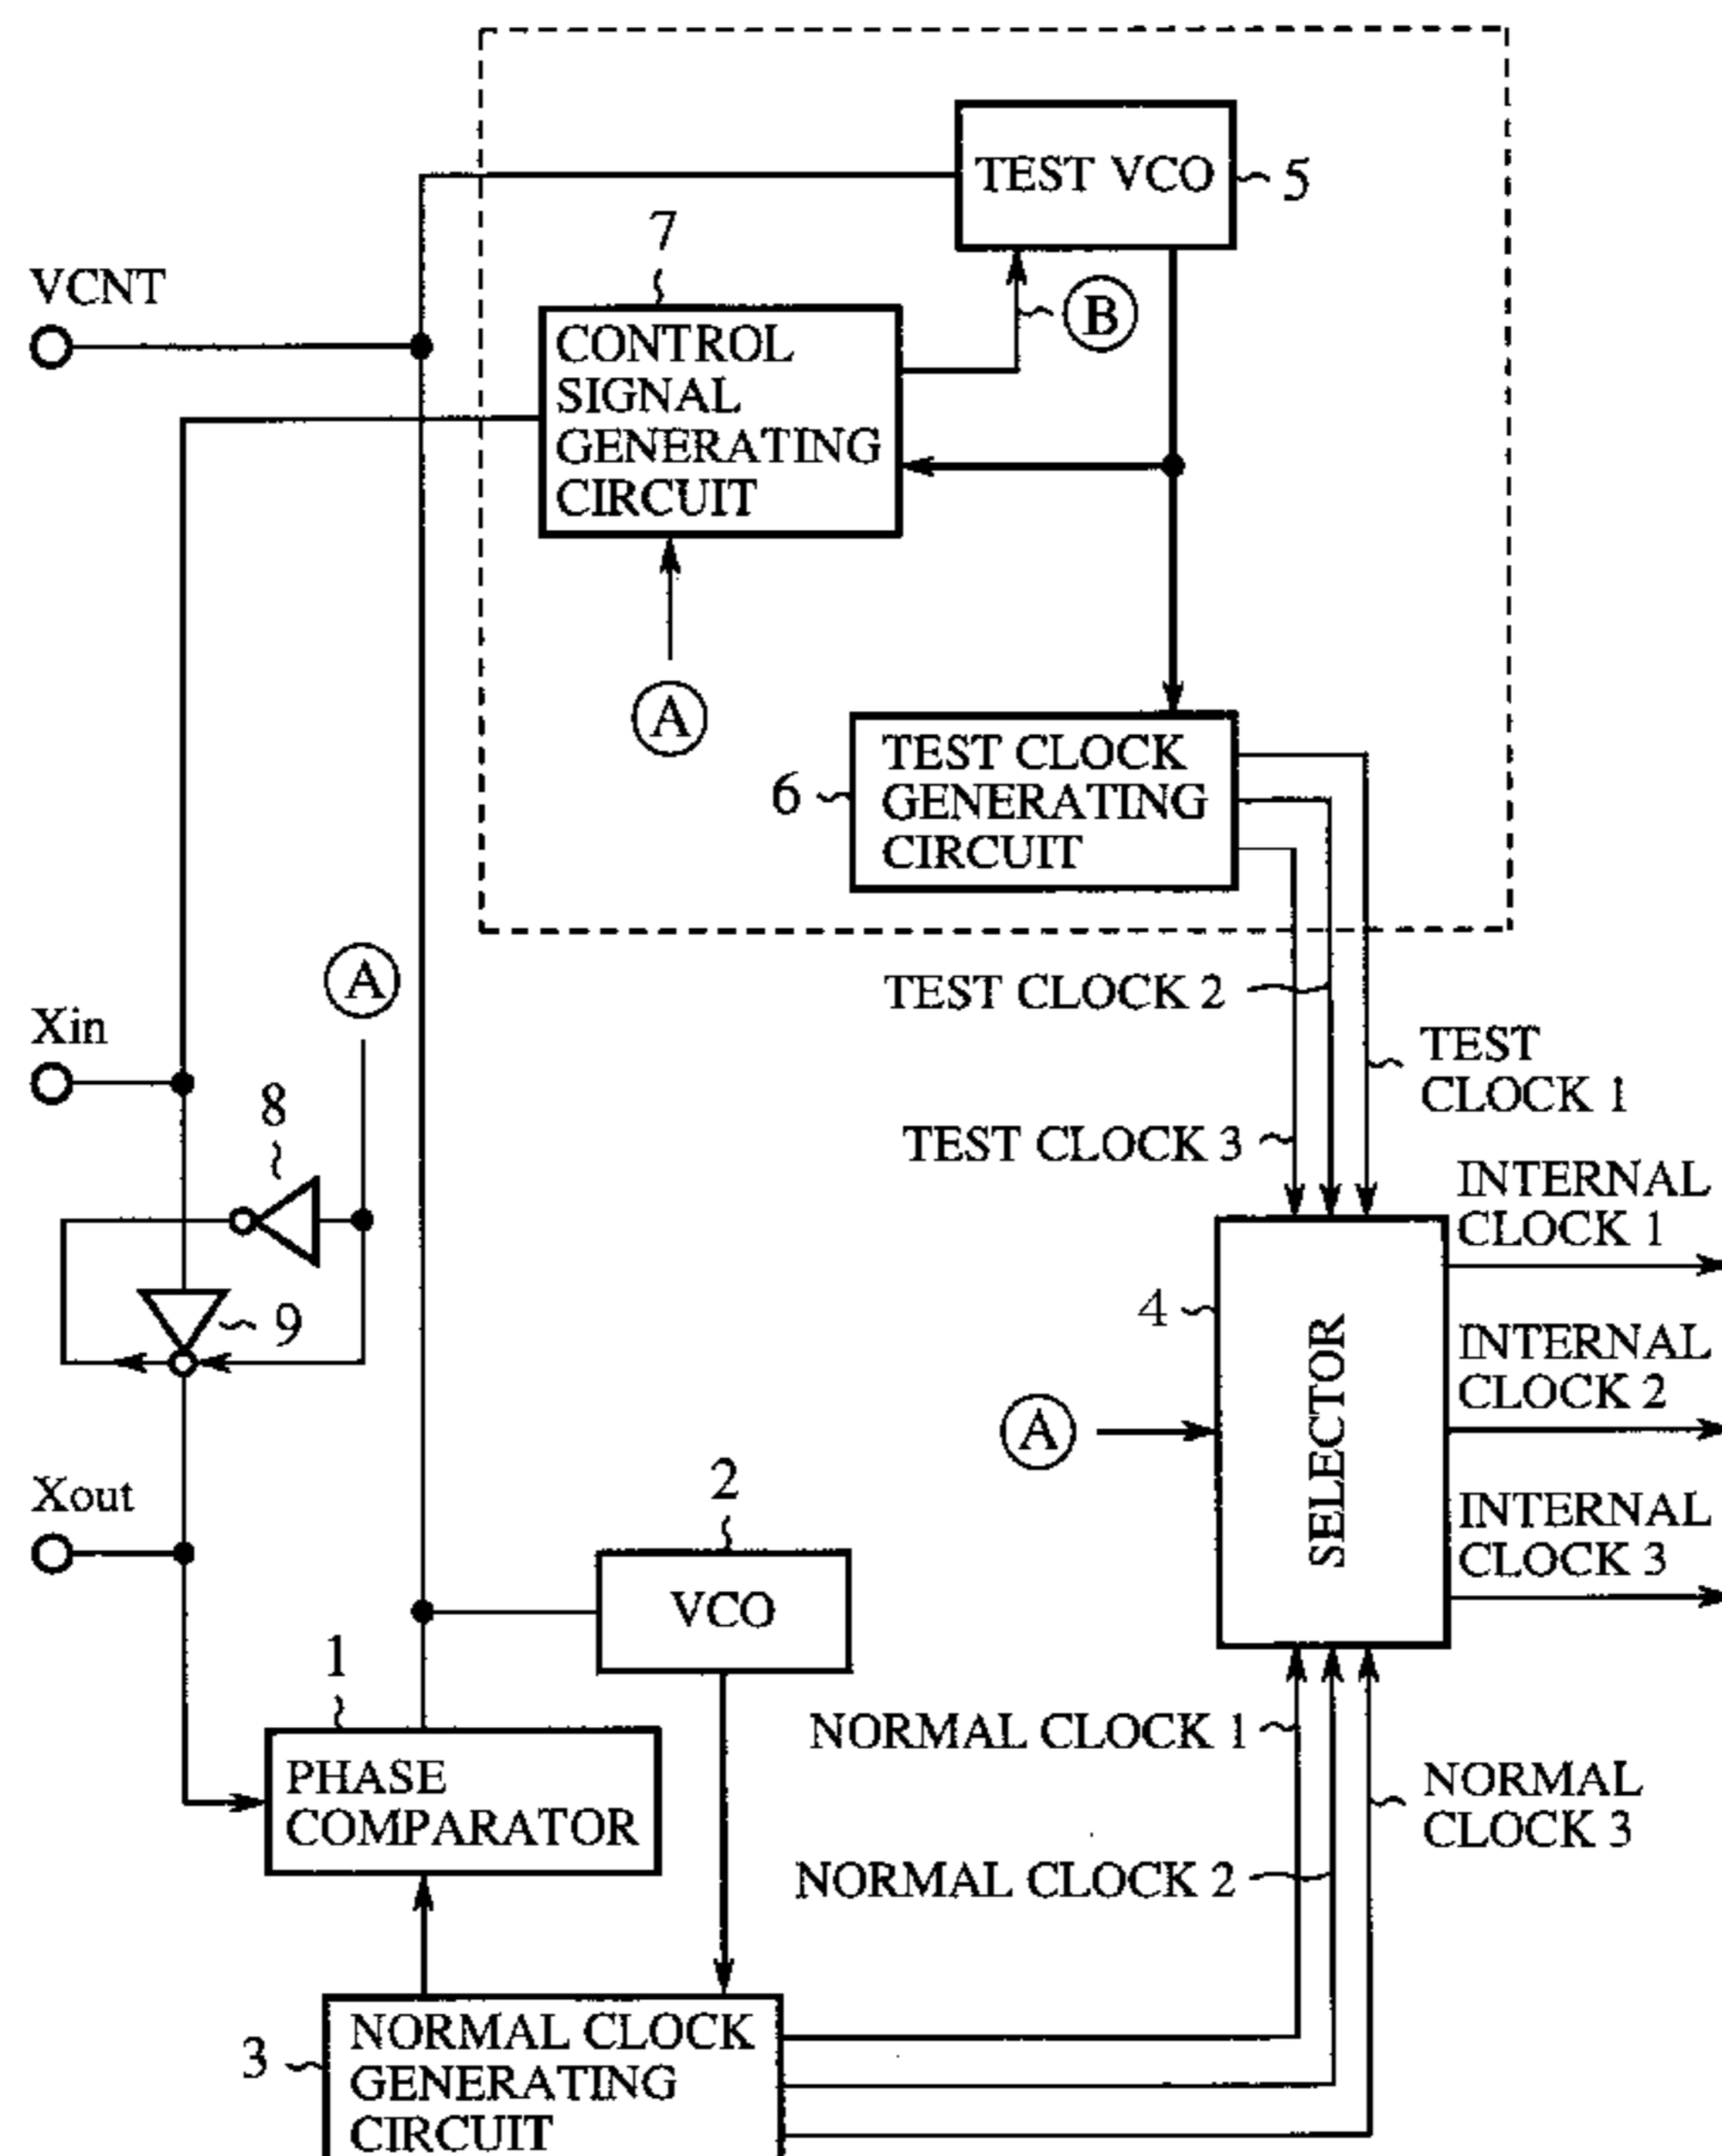 TEST VCO
5
7
VCNT
B
CONTROL
SIGNAL
GENERATING
CIRCUIT
A
TEST CLOCK
GENERATING
CIRCUIT
6
A
TEST CLOCK 2
Xin
TEST
CLOCK 1
8
TEST CLOCK 3
INTERNAL
CLOCK 1
9
4
SELECTOR
INTERNAL
CLOCK 2
A
2
Xout
INTERNAL
CLOCK 3
VCO
1
NORMAL CLOCK 1
PHASE
COMPARATOR
NORMAL
CLOCK 3
NORMAL CLOCK 2
3
NORMAL CLOCK
GENERATING
CIRCUIT